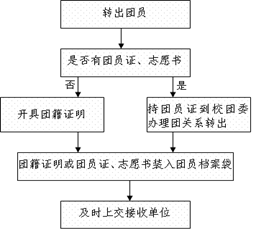 转出团员
是否有团员证、志愿书
否
是
开具团籍证明
持团员证到校团委
办理团关系转出
团籍证明或团员证、志愿书装入团员档案袋
及时上交接收单位